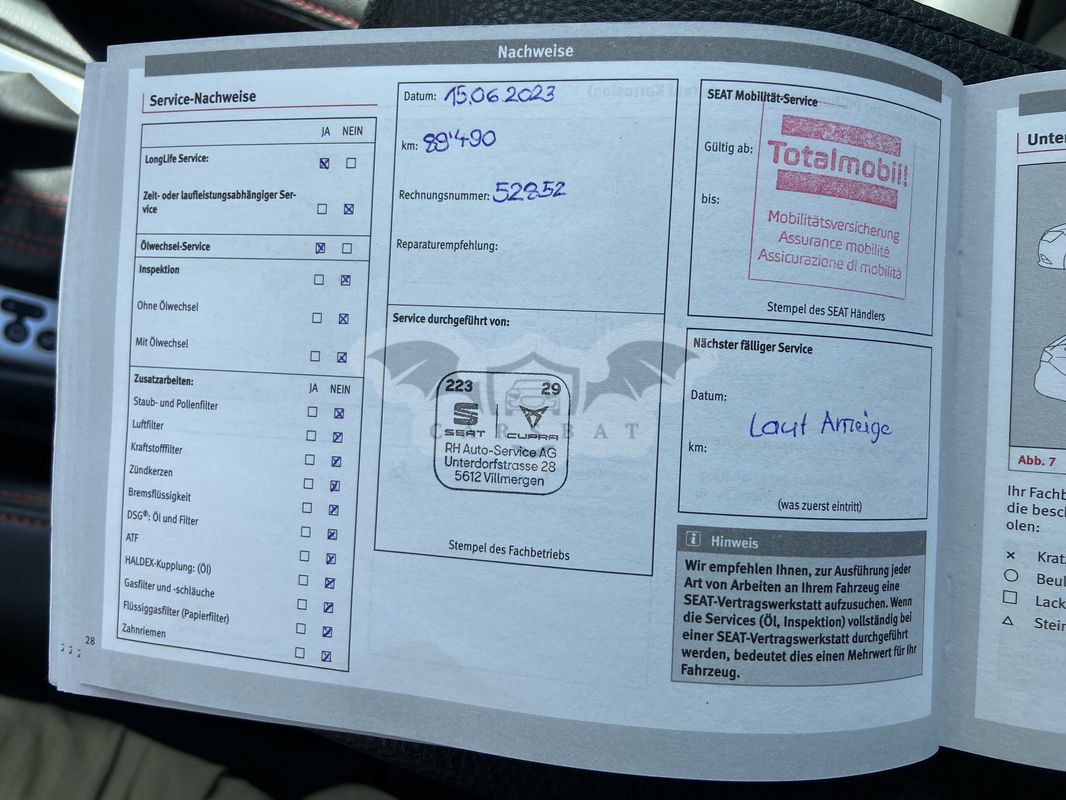 Nachweise
Service-Nachweise
JA NEIN
LongLife Service:
Zeit- oder laufleistungsabhängiger Ser-
vice
Ölwechsel-Service
Inspektion
Ohne Ölwechsel
Mit Ölwechsel
Zusatzarbeiten: JA NEIN
Staub- und Pollenfilter
Luftfilter
Kraftstofffilter
Zündkerzen
Bremsflüssigkeit
DSG®: Öl und Filter
ATF
HALDEX-Kupplung: (Öl)
Gasfilter und -schläuche
Flüssiggasfilter (Papierfilter)
Zahnriemen
28
Datum: 15.06.2023
km: 89'490
Rechnungsnummer: 52852
Reparaturempfehlung:
Service durchgeführt von:
223 29
SEAT CUPRA
RH Auto-Service AG
Unterdorfstrasse 28
5612 Villmergen
CARSBAT
Stempel des Fachbetriebs
SEAT Mobilität-Service
Gültig ab:
bis:
Totalmobil!
Mobilitätsversicherung
Assurance mobilité
Assicurazione di mobilità
Stempel des SEAT Händlers
Nächster fälliger Service
Datum:
Laut Anzeige
km:
(was zuerst eintritt)
i Hinweis
Wir empfehlen Ihnen, zur Ausführung jeder
Art von Arbeiten an Ihrem Fahrzeug eine
SEAT-Vertragswerkstatt aufzusuchen. Wenn
die Services (Öl, Inspektion) vollständig bei
einer SEAT-Vertragswerkstatt durchgeführt
werden, bedeutet dies einen Mehrwert für Ihr
Fahrzeug.
Unter
Abb. 7
Ihr Fachb
die besch
olen:
Kratz
Beul
Lack
Stein